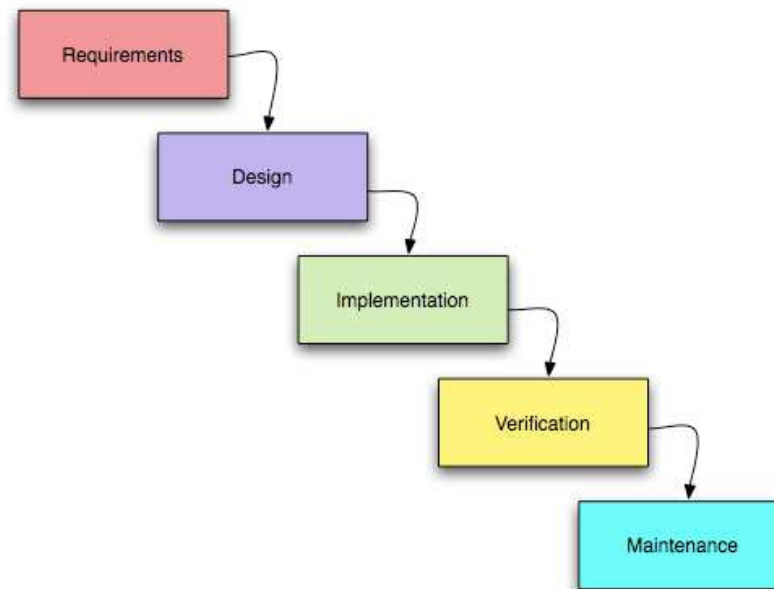 Requirements
Design
Implementation
Verification
Maintenance